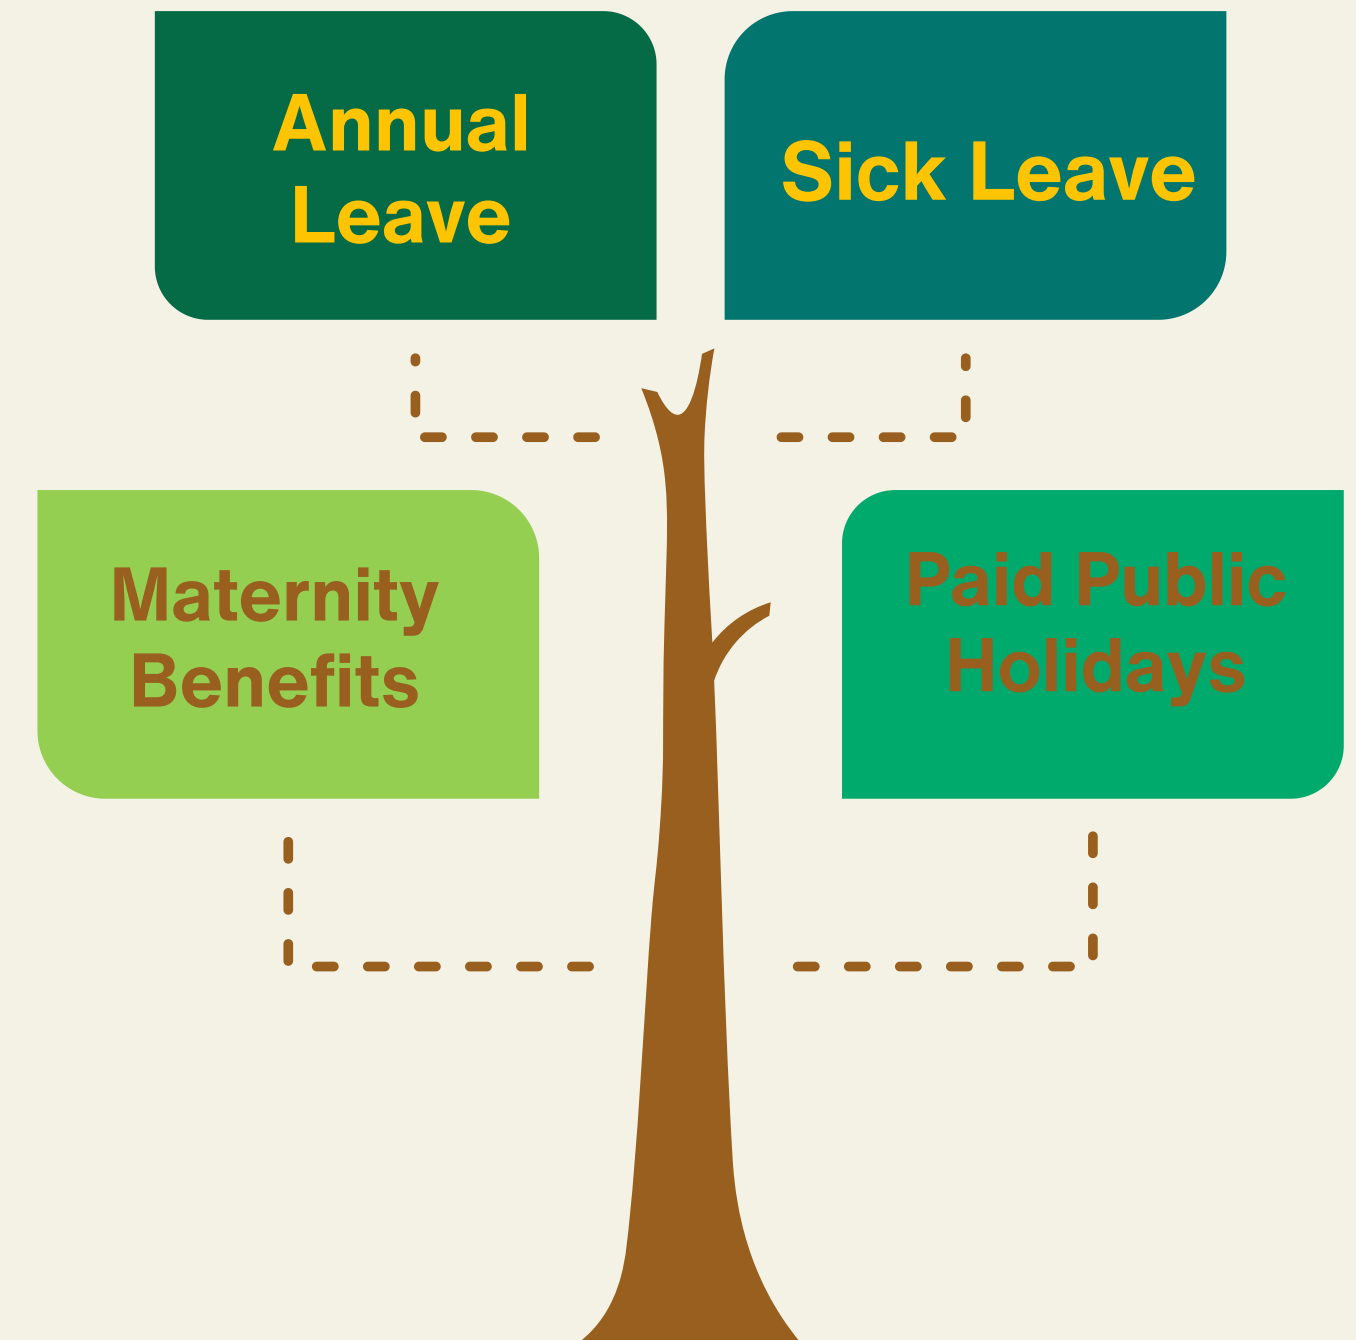 Annual
Leave
Sick Leave
Maternity
Benefits
Paid Public
Holidays